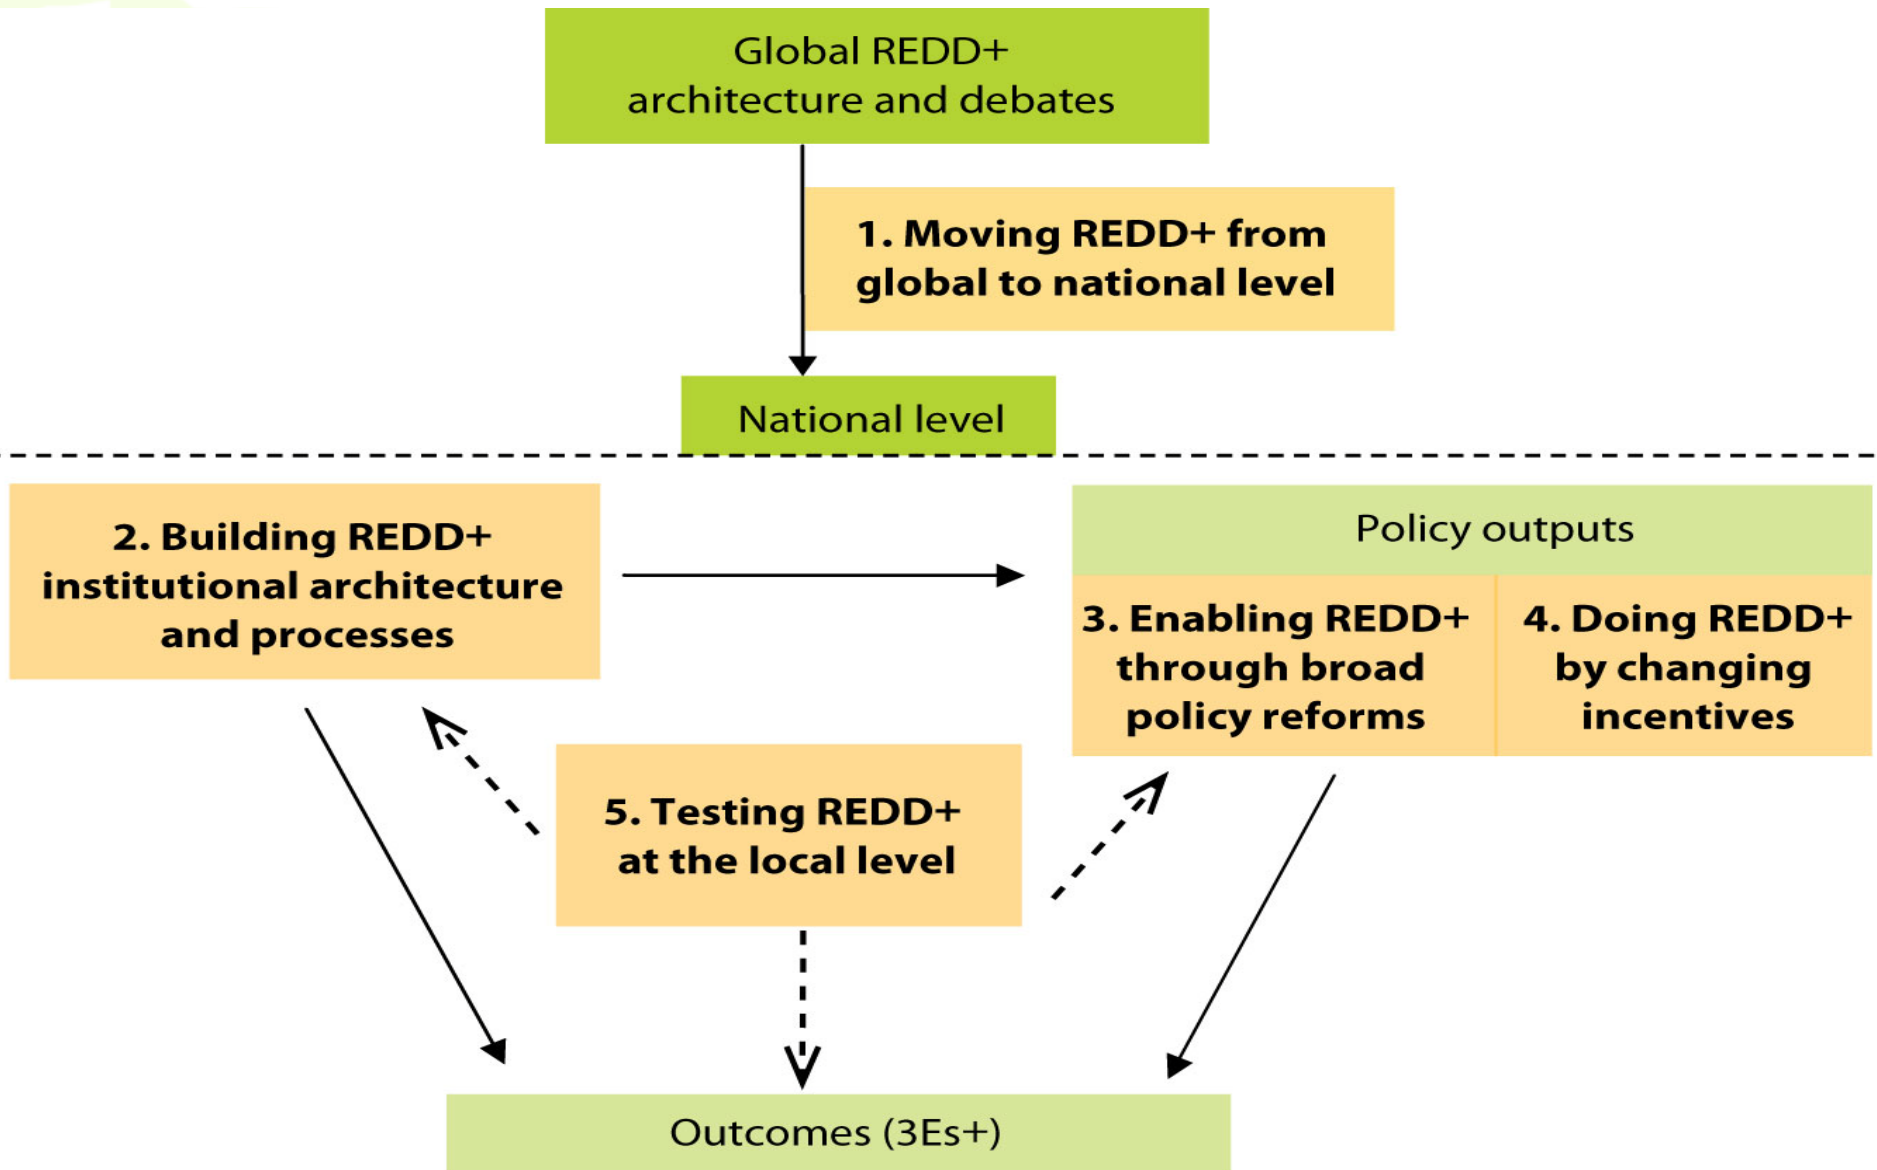 Global REDD+
architecture and debates
1. Moving REDD+ from
global to national level
National level
2. Building REDD+
institutional architecture
and processes
Policy outputs
3. Enabling REDD+
through broad
policy reforms
4. Doing REDD+
by changing
incentives
5. Testing REDD+
at the local level
Outcomes (3Es+)